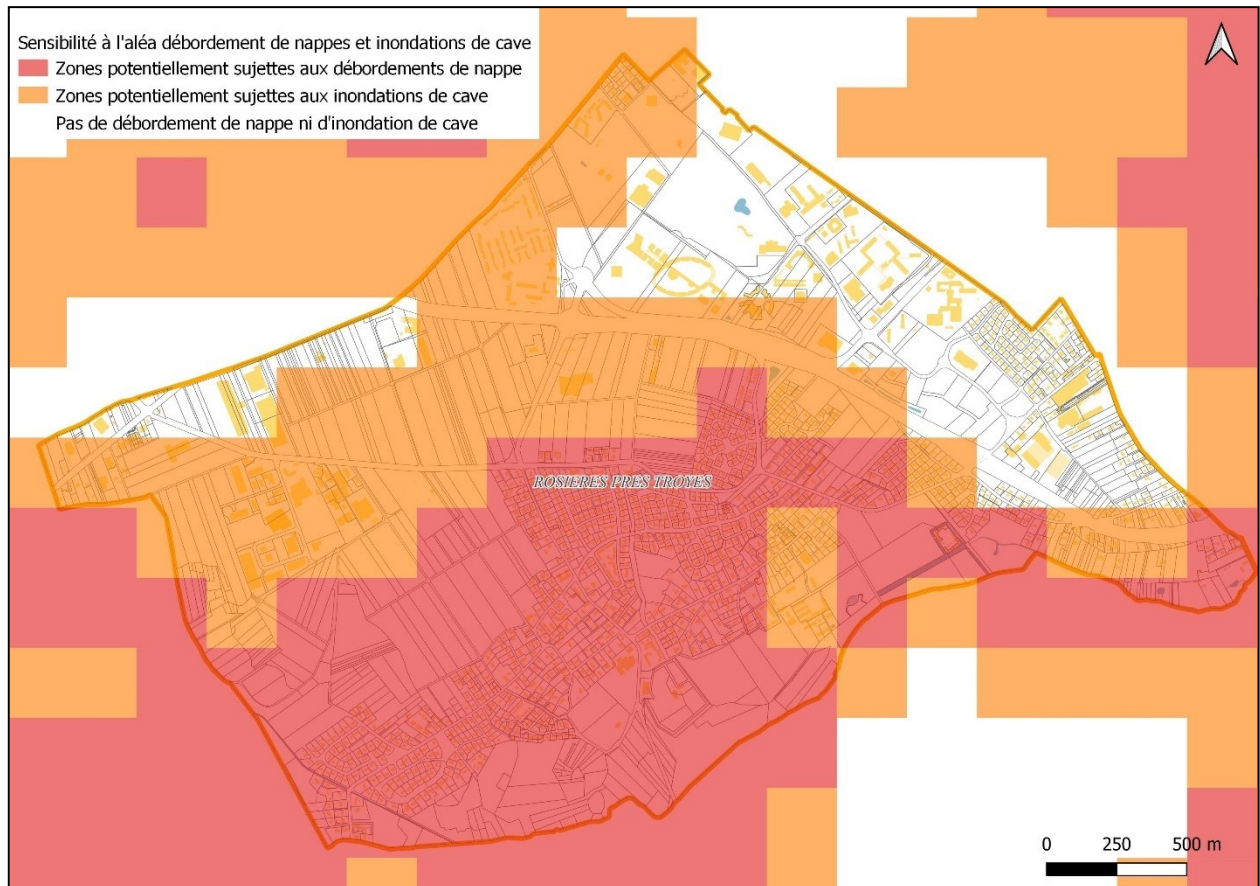 Sensibilité à l'aléa débordement de nappes et inondations de cave
Zones potentiellement sujettes aux débordements de nappe
Zones potentiellement sujettes aux inondations de cave
Pas de débordement de nappe ni d'inondation de cave
ROSIERES PRES TROYES
0 250 500 m